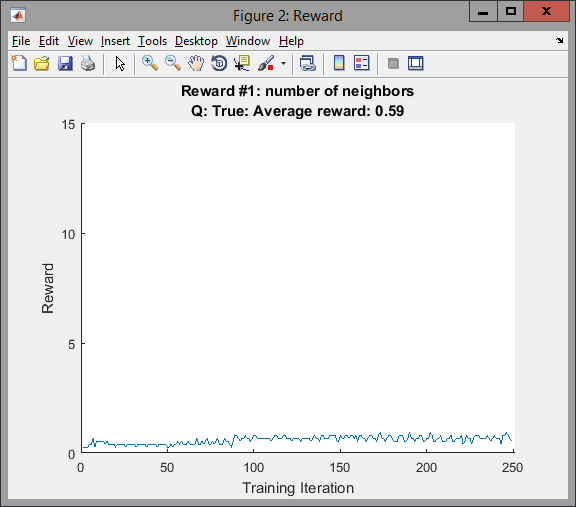 Figure 2: Reward
File Edit View Insert Tools Desktop Window Help
Reward #1: number of neighbors
Q: True: Average reward: 0.59
15
10
5
0
Reward
0 50 100 150 200 250
Training Iteration